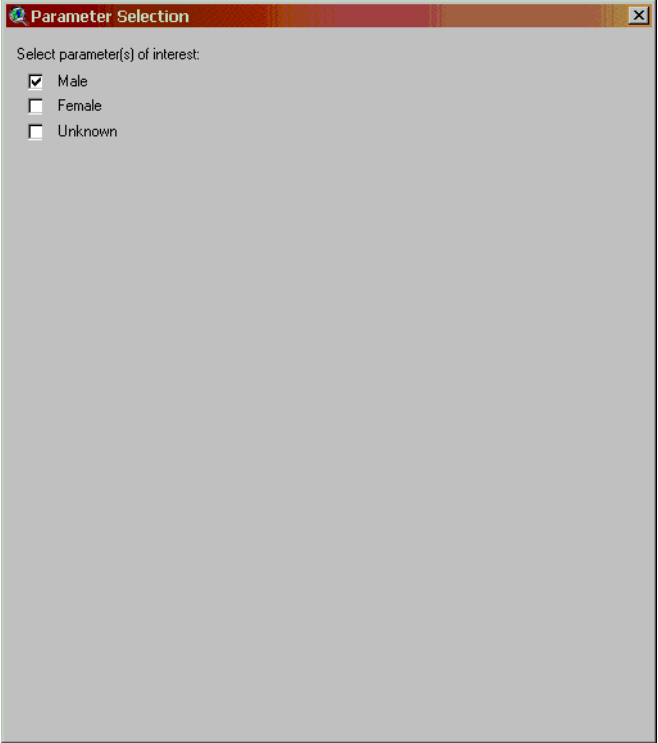 Parameter Selection
Select parameter(s) of interest:
Male
Female
Unknown